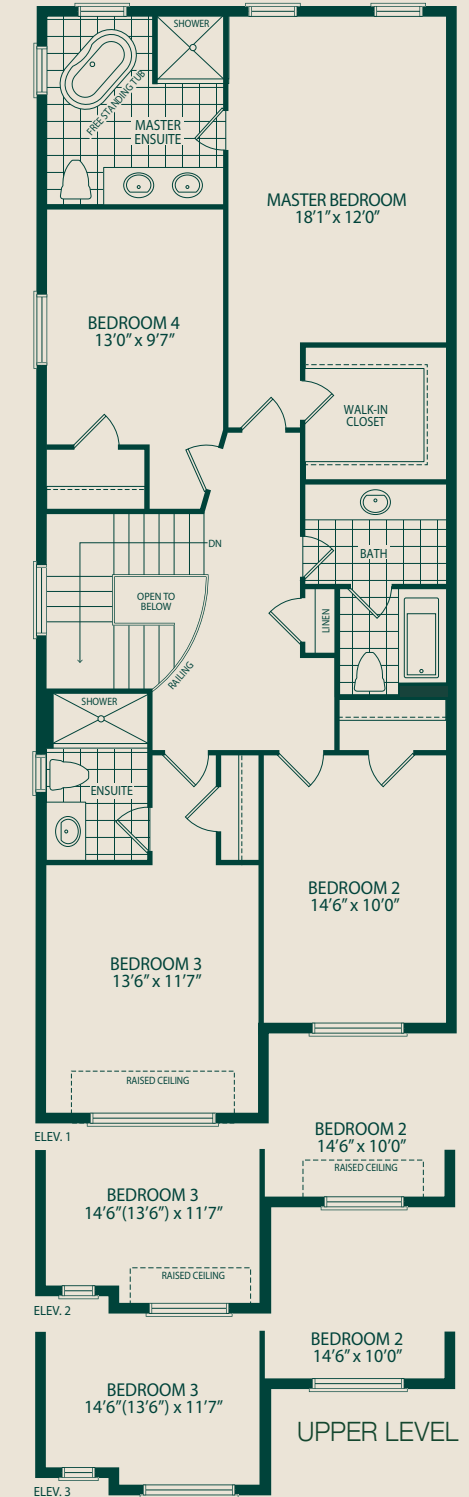 SHOWER
FREE STANDING TUB
MASTER
ENSUITE
MASTER BEDROOM
18'1" x 12'0"
BEDROOM 4
13'0" x 9'7"
WALK-IN
CLOSET
DN
BATH
OPEN TO
BELOW
LINEN
RAILING
SHOWER
ENSUITE
BEDROOM 2
14'6" x 10'0"
BEDROOM 3
13'6" x 11'7"
RAISED CEILING
ELEV. 1
BEDROOM 2
14'6" x 10'0"
RAISED CEILING
BEDROOM 3
14'6"(13'6") x 11'7"
RAISED CEILING
ELEV. 2
BEDROOM 2
14'6" x 10'0"
BEDROOM 3
14'6"(13'6") x 11'7"
UPPER LEVEL
ELEV. 3